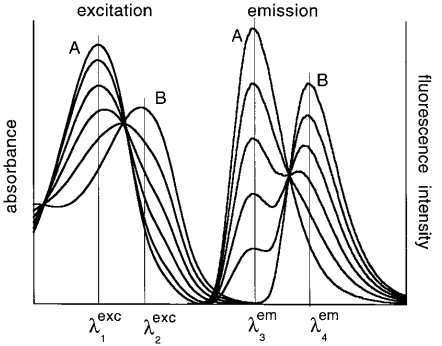 excitation
emission
A
B
A
B
absorbance
fluorescence intensity
λ₁ᵉˣᶜ
λ₂ᵉˣᶜ
λ₃ᵉᵐ
λ₄ᵉᵐ